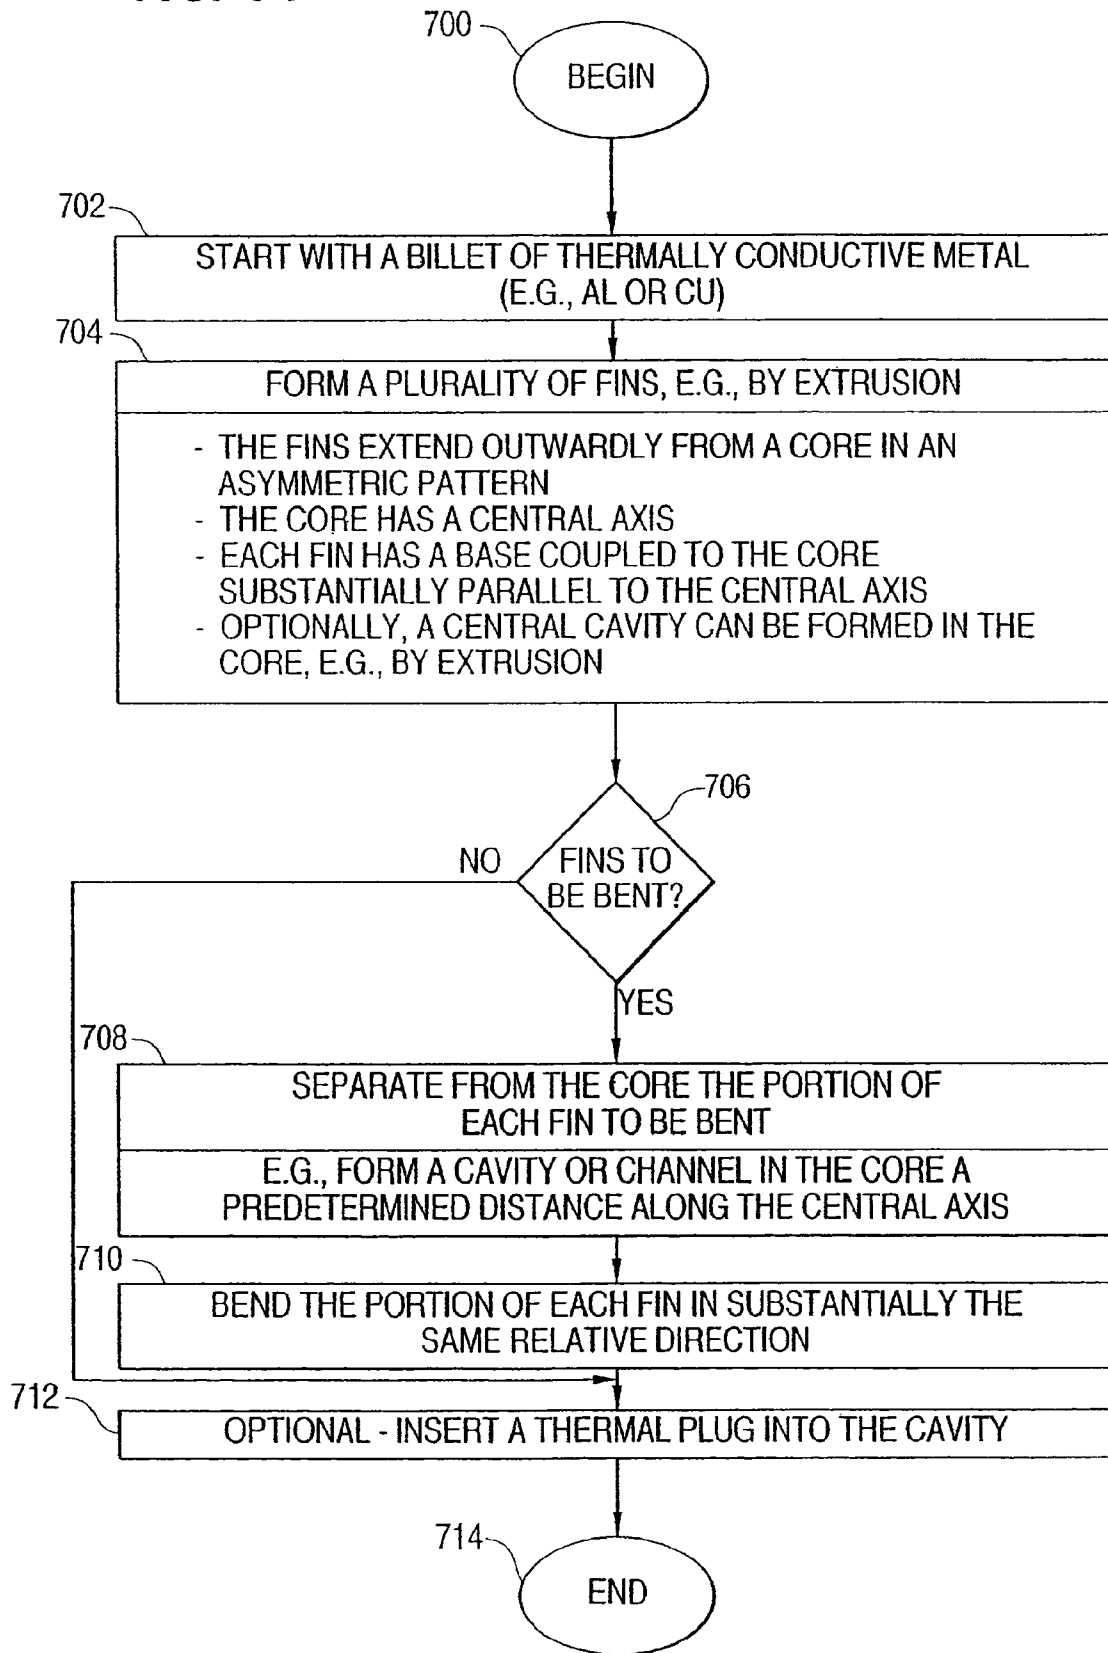 700
BEGIN
702
START WITH A BILLET OF THERMALLY CONDUCTIVE METAL
(E.G., AL OR CU)
704
FORM A PLURALITY OF FINS, E.G., BY EXTRUSION
- THE FINS EXTEND OUTWARDLY FROM A CORE IN AN
ASYMMETRIC PATTERN
- THE CORE HAS A CENTRAL AXIS
- EACH FIN HAS A BASE COUPLED TO THE CORE
SUBSTANTIALLY PARALLEL TO THE CENTRAL AXIS
- OPTIONALLY, A CENTRAL CAVITY CAN BE FORMED IN THE
CORE, E.G., BY EXTRUSION
706
NO
FINS TO
BE BENT?
YES
708
SEPARATE FROM THE CORE THE PORTION OF
EACH FIN TO BE BENT
E.G., FORM A CAVITY OR CHANNEL IN THE CORE A
PREDETERMINED DISTANCE ALONG THE CENTRAL AXIS
710
BEND THE PORTION OF EACH FIN IN SUBSTANTIALLY THE
SAME RELATIVE DIRECTION
712
OPTIONAL - INSERT A THERMAL PLUG INTO THE CAVITY
714
END